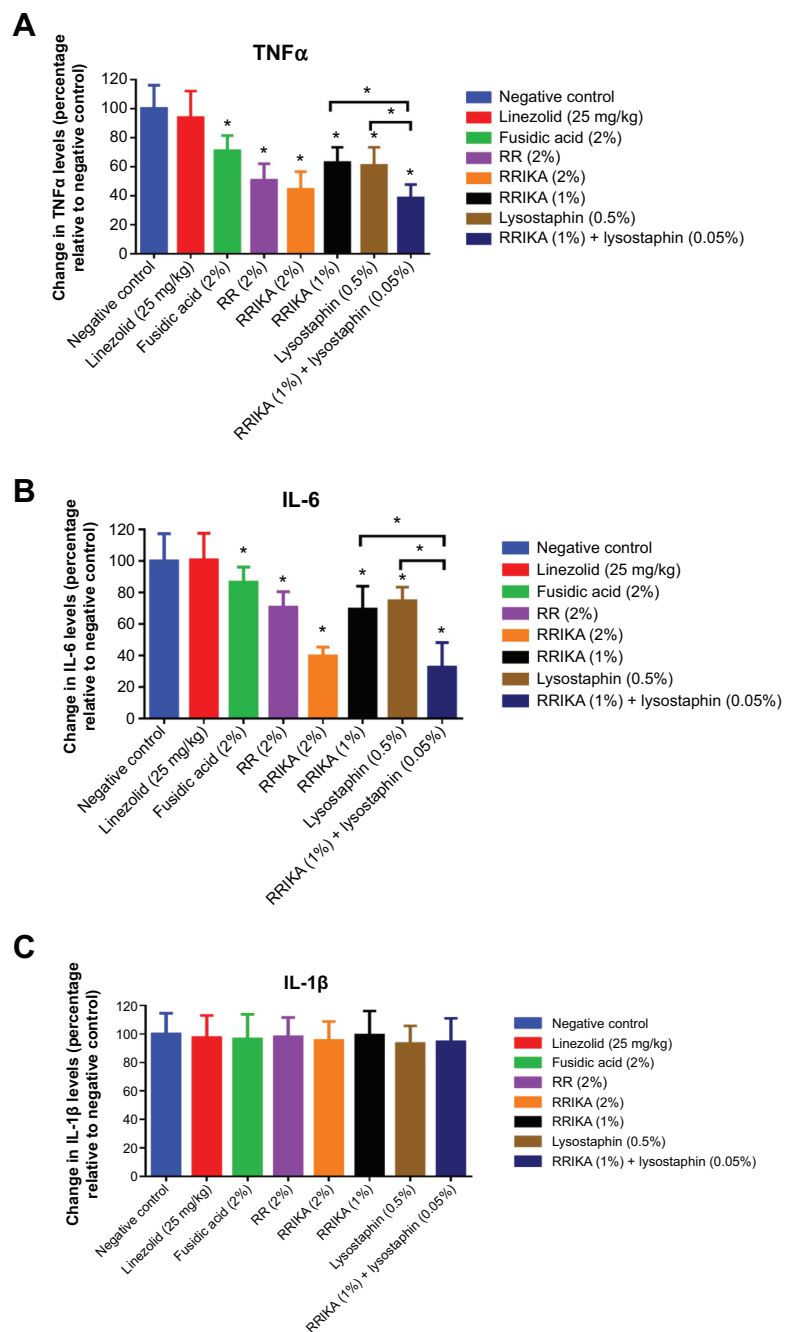 A
TNFα
Change in TNFα levels (percentage
relative to negative control)
120
100
80
60
40
20
0
* * * * * * * *
Negative control
Linezolid (25 mg/kg)
Fusidic acid (2%)
RR (2%)
RRIKA (2%)
RRIKA (1%)
Lysostaphin (0.5%)
RRIKA (1%) + lysostaphin (0.05%)
Negative control
Linezolid (25 mg/kg)
Fusidic acid (2%)
RR (2%)
RRIKA (2%)
RRIKA (1%)
Lysostaphin (0.5%)
RRIKA (1%) + lysostaphin (0.05%)
B
IL-6
Change in IL-6 levels (percentage
relative to negative control)
120
100
80
60
40
20
0
* * * * * * * *
Negative control
Linezolid (25 mg/kg)
Fusidic acid (2%)
RR (2%)
RRIKA (2%)
RRIKA (1%)
Lysostaphin (0.5%)
RRIKA (1%) + lysostaphin (0.05%)
Negative control
Linezolid (25 mg/kg)
Fusidic acid (2%)
RR (2%)
RRIKA (2%)
RRIKA (1%)
Lysostaphin (0.5%)
RRIKA (1%) + lysostaphin (0.05%)
C
IL-1β
Change in IL-1β levels (percentage
relative to negative control)
120
100
80
60
40
20
0
Negative control
Linezolid (25 mg/kg)
Fusidic acid (2%)
RR (2%)
RRIKA (2%)
RRIKA (1%)
Lysostaphin (0.5%)
RRIKA (1%) + lysostaphin (0.05%)
Negative control
Linezolid (25 mg/kg)
Fusidic acid (2%)
RR (2%)
RRIKA (2%)
RRIKA (1%)
Lysostaphin (0.5%)
RRIKA (1%) + lysostaphin (0.05%)